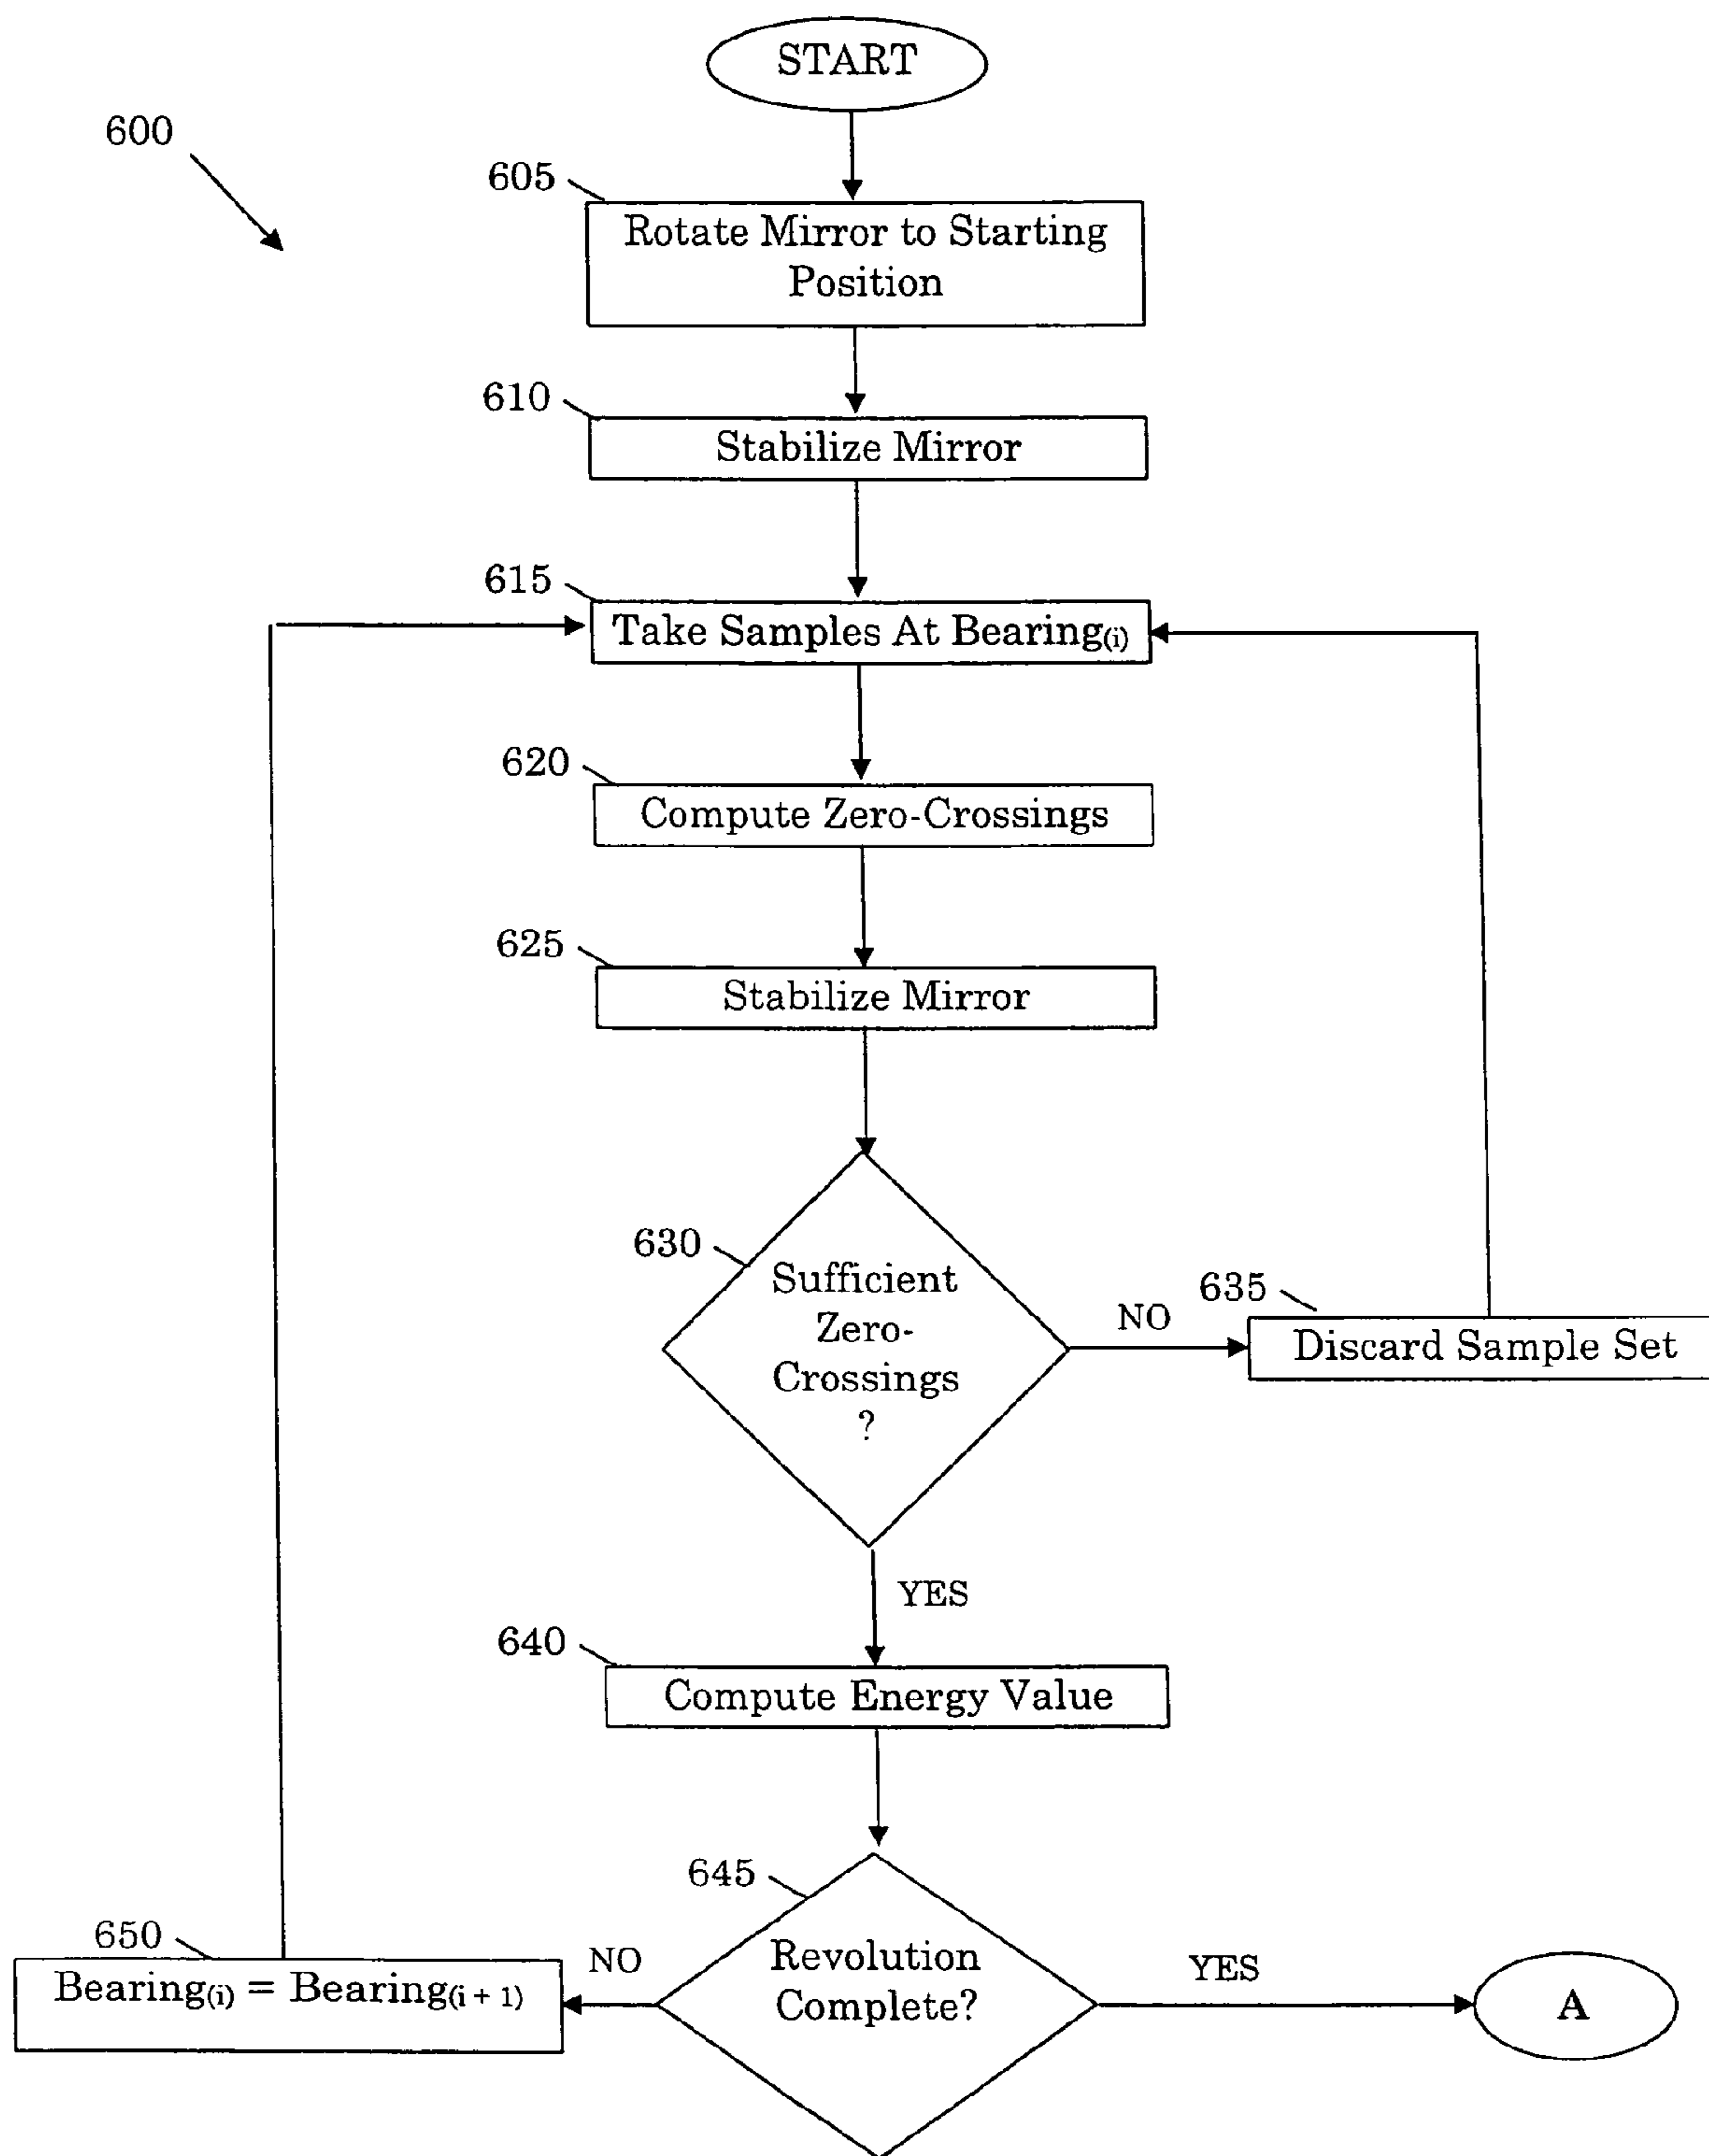 START
600
605
Rotate Mirror to Starting
Position
610
Stabilize Mirror
615
Take Samples At Bearing(i)
620
Compute Zero-Crossings
625
Stabilize Mirror
630
Sufficient
Zero-
Crossings
?
NO
635
Discard Sample Set
YES
640
Compute Energy Value
645
Revolution
Complete?
NO
650
Bearing(i) = Bearing(i + 1)
YES
A